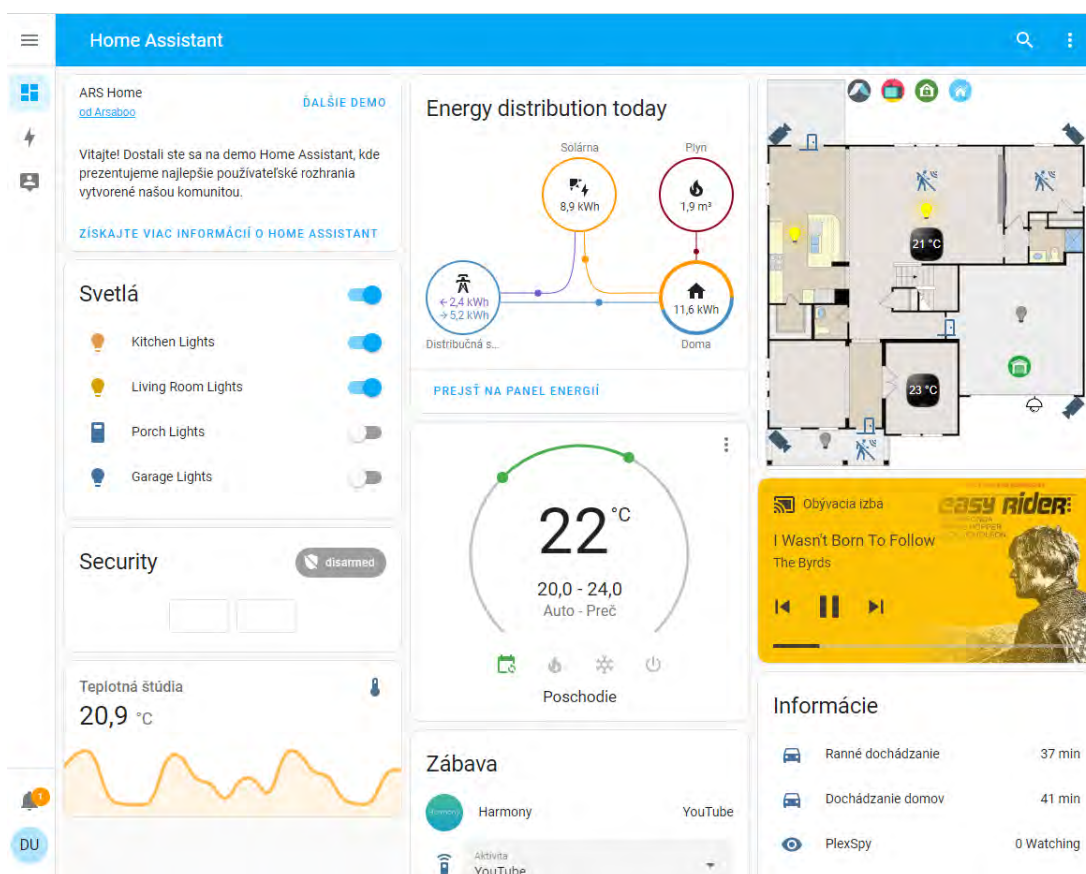 Home Assistant
ARS Home
od Arsaboo
ĎALŠIE DEMO
Vitajte! Dostali ste sa na demo Home Assistant, kde
prezentujeme najlepšie používateľské rozhrania
vytvorené našou komunitou.
ZÍSKAJTE VIAC INFORMÁCIÍ O HOME ASSISTANT
Svetlá
Kitchen Lights
Living Room Lights
Porch Lights
Garage Lights
Security
disarmed
Teplotná štúdia
20,9 °C
1
DU
Energy distribution today
Solárna
Plyn
8,9 kWh
1,9 m³
← 2,4 kWh
→ 5,2 kWh
11,6 kWh
Distribučná s...
Doma
PREJSŤ NA PANEL ENERGIÍ
22 °C
20,0 - 24,0
Auto - Preč
Poschodie
Zábava
Harmony
YouTube
Aktivita
YouTube
21 °C
23 °C
Obývacia izba
easy RideR:
I Wasn't Born To Follow
The Byrds
Informácie
Ranné dochádzanie
37 min
Dochádzanie domov
41 min
PlexSpy
0 Watching